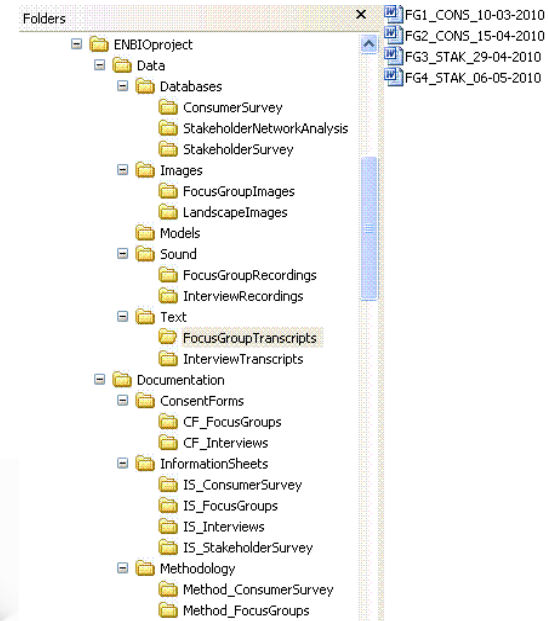 Folders
ENBIOproject
Data
Databases
ConsumerSurvey
StakeholderNetworkAnalysis
StakeholderSurvey
Images
FocusGroupImages
LandscapeImages
Models
Sound
FocusGroupRecordings
InterviewRecordings
Text
FocusGroupTranscripts
InterviewTranscripts
Documentation
ConsentForms
CF_FocusGroups
CF_Interviews
InformationSheets
IS_ConsumerSurvey
IS_FocusGroups
IS_Interviews
IS_StakeholderSurvey
Methodology
Method_ConsumerSurvey
Method_FocusGroups
FG1_CONS_10-03-2010
FG2_CONS_15-04-2010
FG3_STAK_29-04-2010
FG4_STAK_06-05-2010